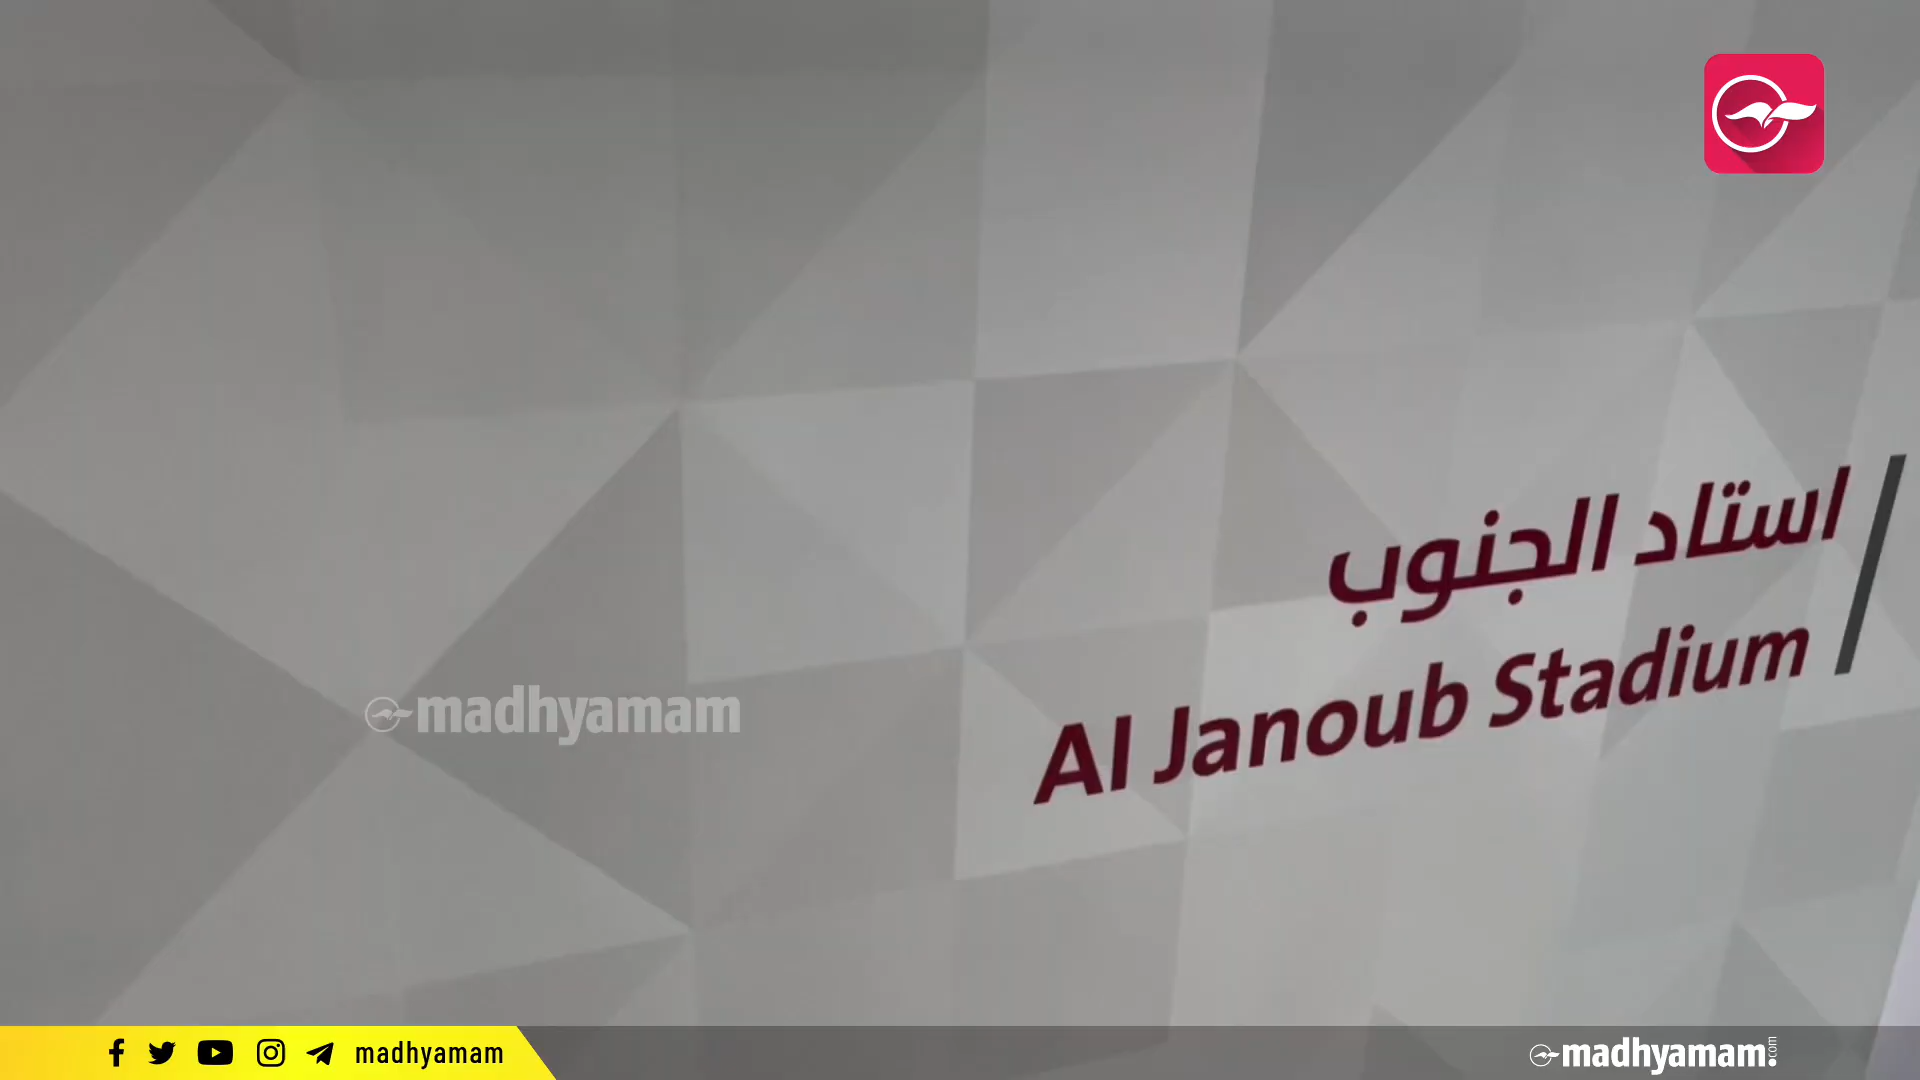 استاد الجنوب
Al Janoub Stadium
madhyamam
madhyamam
madhyamam.com